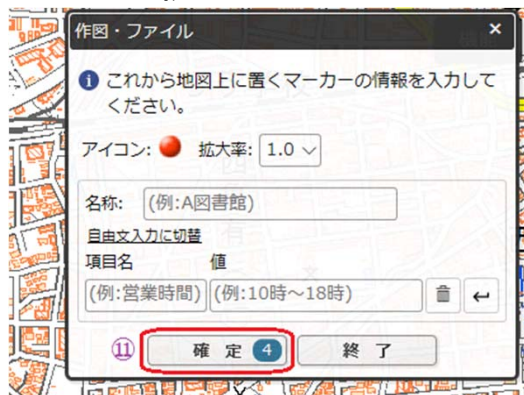 作図・ファイル ×
これから地図上に置くマーカーの情報を入力して
ください。
アイコン: 拡大率: 1.0
名称: (例:A図書館)
自由文入力に切替
項目名 値
(例:営業時間) (例:10時～18時)
⑪ 確 定 4 終 了